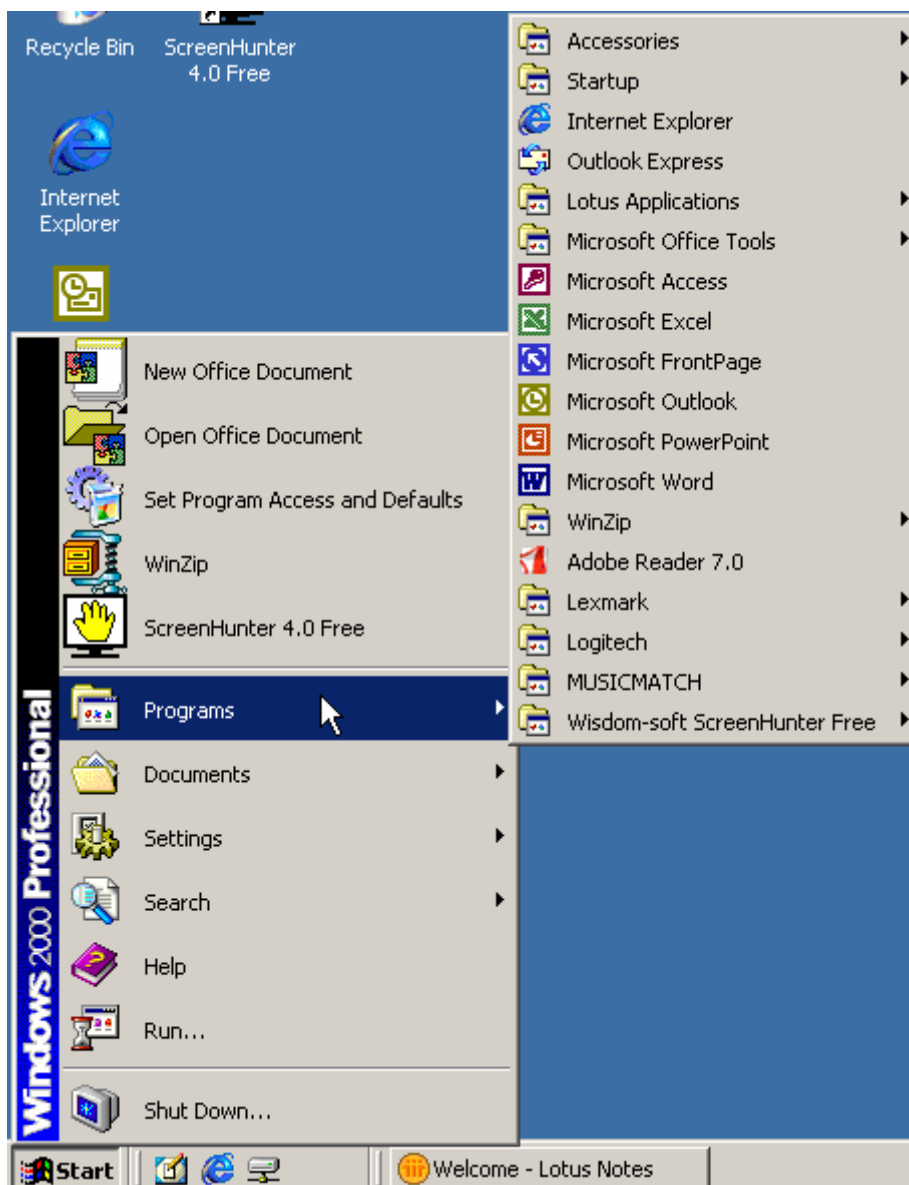 Recycle Bin
ScreenHunter
4.0 Free
Internet
Explorer
New Office Document
Open Office Document
Set Program Access and Defaults
WinZip
ScreenHunter 4.0 Free
Programs
Documents
Settings
Search
Help
Run...
Shut Down...
Windows 2000 Professional
Accessories
Startup
Internet Explorer
Outlook Express
Lotus Applications
Microsoft Office Tools
Microsoft Access
Microsoft Excel
Microsoft FrontPage
Microsoft Outlook
Microsoft PowerPoint
Microsoft Word
WinZip
Adobe Reader 7.0
Lexmark
Logitech
MUSICMATCH
Wisdom-soft ScreenHunter Free
Start
Welcome - Lotus Notes